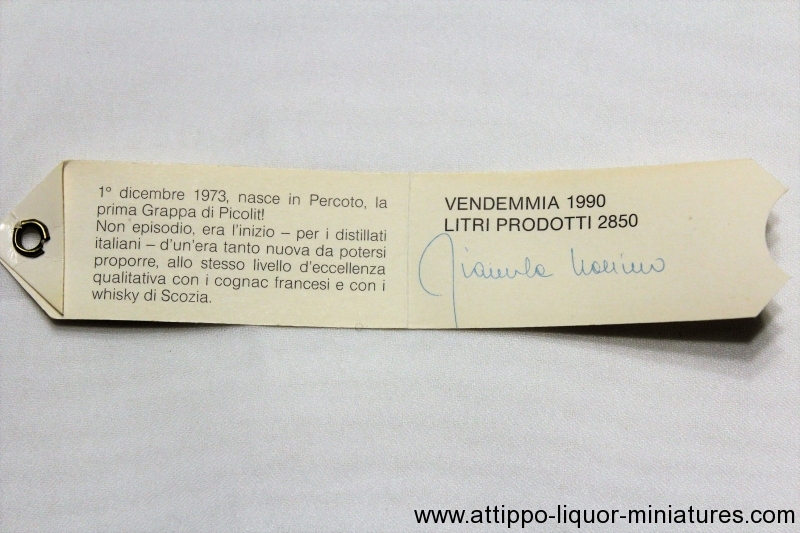 1° dicembre 1973, nasce in Percoto, la
prima Grappa di Picolit!
Non episodio, era l'inizio – per i distillati
italiani – d'un'era tanto nuova da potersi
proporre, allo stesso livello d'eccellenza
qualitativa con i cognac francesi e con i
whisky di Scozia.
VENDEMMIA 1990
LITRI PRODOTTI 2850
www.attippo-liquor-miniatures.com